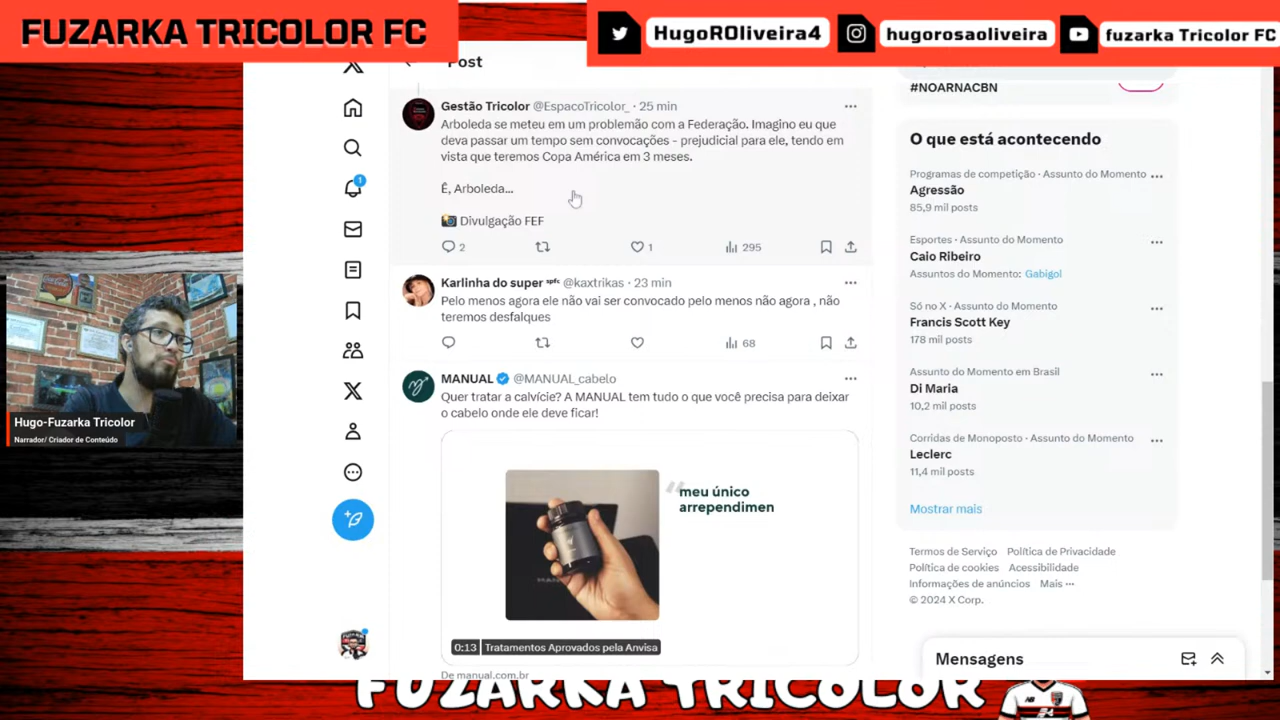 FUZARKA TRICOLOR FC
HugoROliveira4
hugorosaoliveira
fuzarka Tricolor FC
Post
Gestão Tricolor @EspacoTricolor_ · 25 min
Arboleda se meteu em um problemão com a Federação. Imagino eu que
deva passar um tempo sem convocações - prejudicial para ele, tendo em
vista que teremos Copa América em 3 meses.
Ê, Arboleda...
📸 Divulgação FEF
2
1
295
Karlinha do super ˢᵖᶠᶜ @kaxtrikas · 23 min
Pelo menos agora ele não vai ser convocado pelo menos não agora , não
teremos desfalques
68
MANUAL @MANUAL_cabelo
Quer tratar a calvície? A MANUAL tem tudo o que você precisa para deixar
o cabelo onde ele deve ficar!
meu único
arrependimen
0:13 Tratamentos Aprovados pela Anvisa
De manual.com.br
#NOARNACBN
O que está acontecendo
Programas de competição · Assunto do Momento
Agressão
85,9 mil posts
Esportes · Assunto do Momento
Caio Ribeiro
Assuntos do Momento: Gabigol
Só no X · Assunto do Momento
Francis Scott Key
178 mil posts
Assunto do Momento em Brasil
Di Maria
10,2 mil posts
Corridas de Monoposto · Assunto do Momento
Leclerc
11,4 mil posts
Mostrar mais
Termos de Serviço Política de Privacidade
Política de cookies Acessibilidade
Informações de anúncios Mais ···
© 2024 X Corp.
Mensagens
1
Hugo-Fuzarka Tricolor
Narrador/ Criador de Conteúdo
FUZARKA TRICOLOR